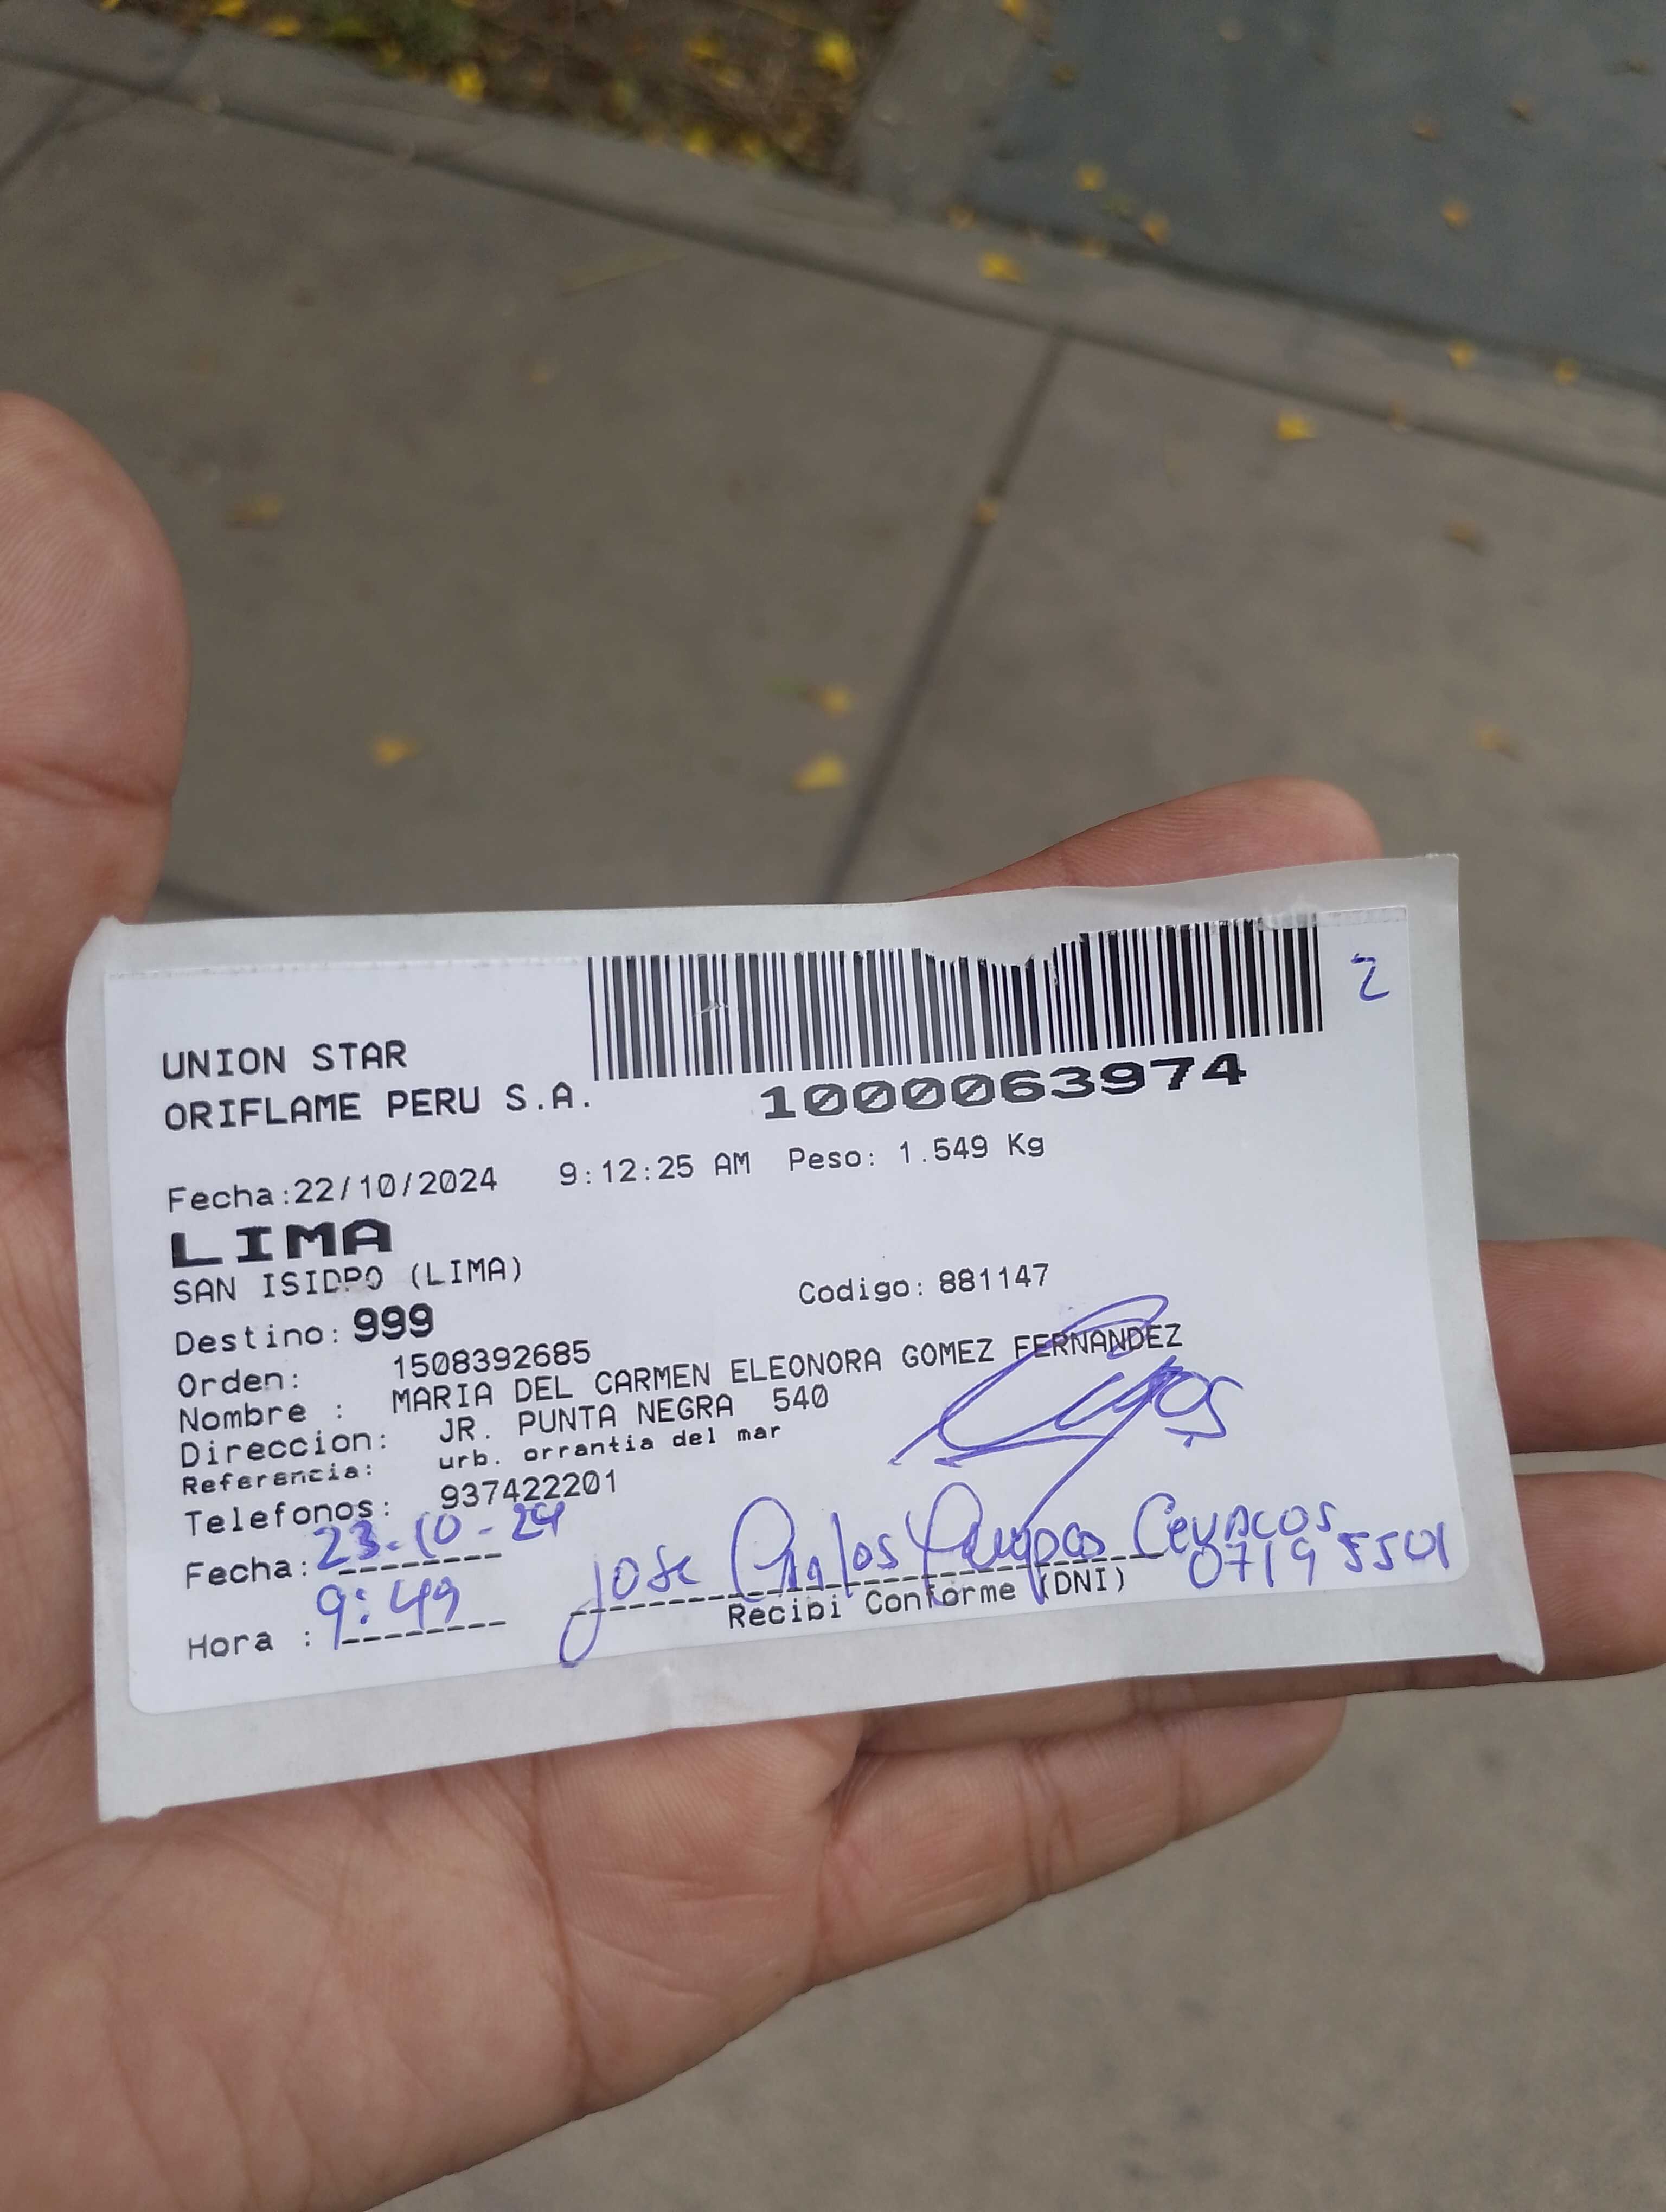 2
UNION STAR
ORIFLAME PERU S.A.
1000063974
Fecha:22/10/2024 9:12:25 AM Peso: 1.549 Kg
LIMA
SAN ISIDRO (LIMA)
Codigo: 881147
Destino: 999
Orden: 1508392685
Nombre : MARIA DEL CARMEN ELEONORA GOMEZ FERNANDEZ
Direccion: JR. PUNTA NEGRA 540
Referencia: urb. orrantia del mar
Telefonos: 937422201
Fecha: 23-10-24
Jose Carlos
07195501
Hora : 9:49
Recibi Conforme (DNI)